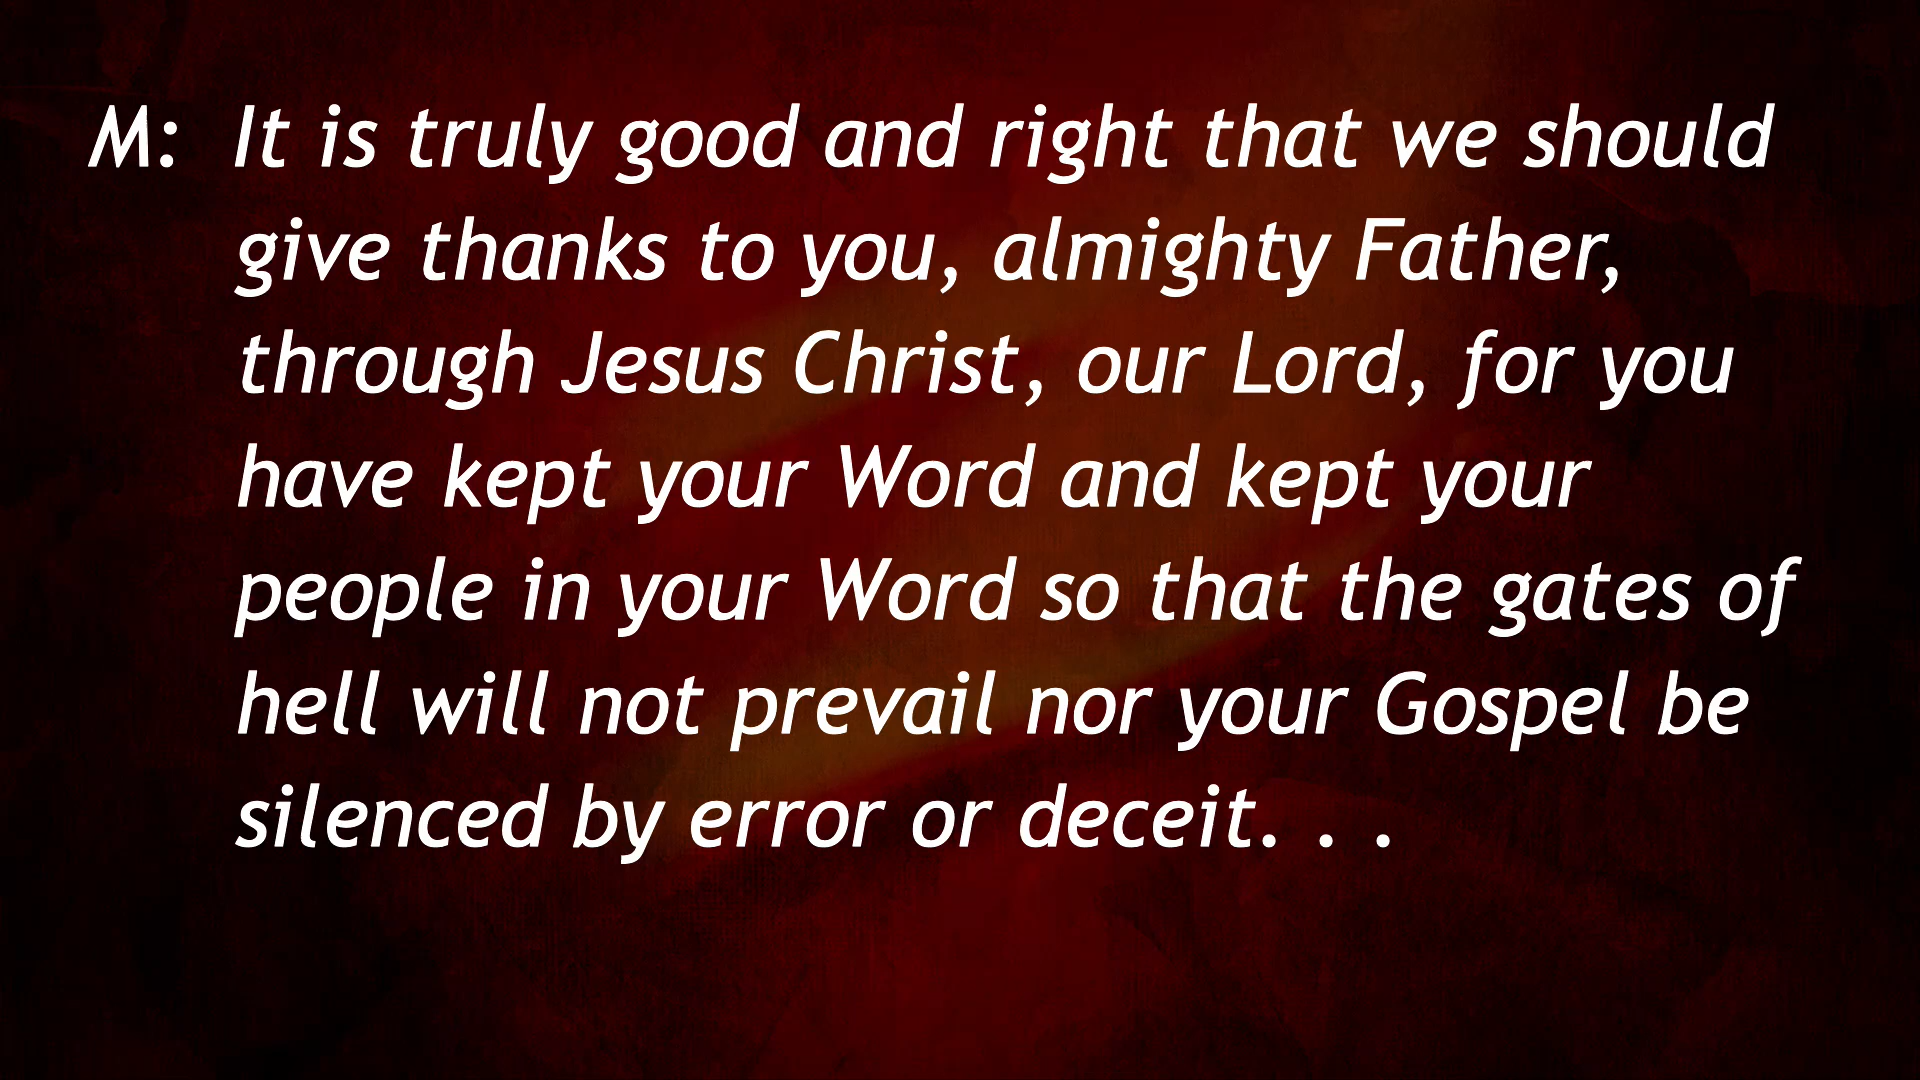 M: It is truly good and right that we should
give thanks to you, almighty Father,
through Jesus Christ, our Lord, for you
have kept your Word and kept your
people in your Word so that the gates of
hell will not prevail nor your Gospel be
silenced by error or deceit. . .